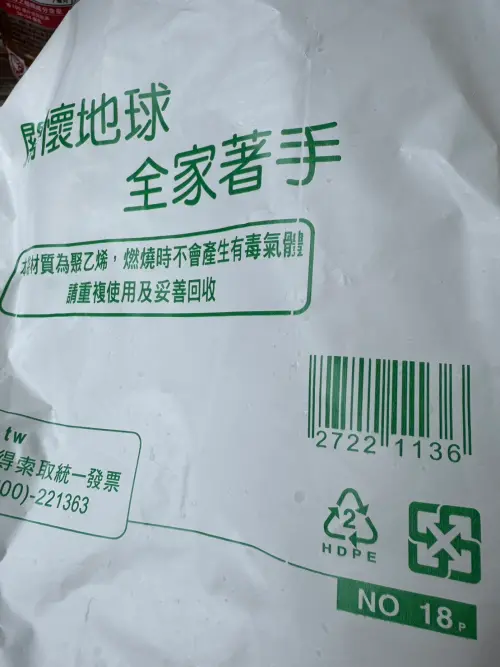 關懷地球
全家著手
本材質為聚乙烯，燃燒時不會產生有毒氣體
請重複使用及妥善回收
27221136
tw
得索取統一發票
00)-221363
2
HDPE
NO 18P